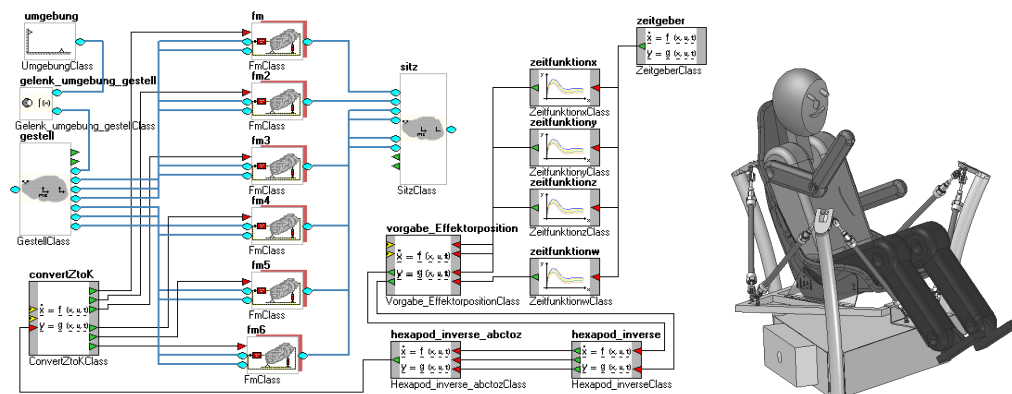 umgebung
UmgebungClass
gelenk_umgebung_gestell
Gelenk_umgebung_gestellClass
gestell
GestellClass
convertZtoK
ẋ = f (x, u, t)
y = g (x, u, t)
ConvertZtoKClass
fm
FmClass
fm2
FmClass
fm3
FmClass
fm4
FmClass
fm5
FmClass
fm6
FmClass
sitz
SitzClass
zeitgeber
ẋ = f (x, u, t)
y = g (x, u, t)
ZeitgeberClass
zeitfunktionx
ZeitfunktionxClass
zeitfunktiony
ZeitfunktionyClass
zeitfunktionz
ZeitfunktionzClass
zeitfunktionw
ZeitfunktionwClass
vorgabe_Effektorposition
ẋ = f (x, u, t)
y = g (x, u, t)
Vorgabe_EffektorpositionClass
hexapod_inverse_abctoz
ẋ = f (x, u, t)
y = g (x, u, t)
Hexapod_inverse_abctozClass
hexapod_inverse
ẋ = f (x, u, t)
y = g (x, u, t)
Hexapod_inverseClass